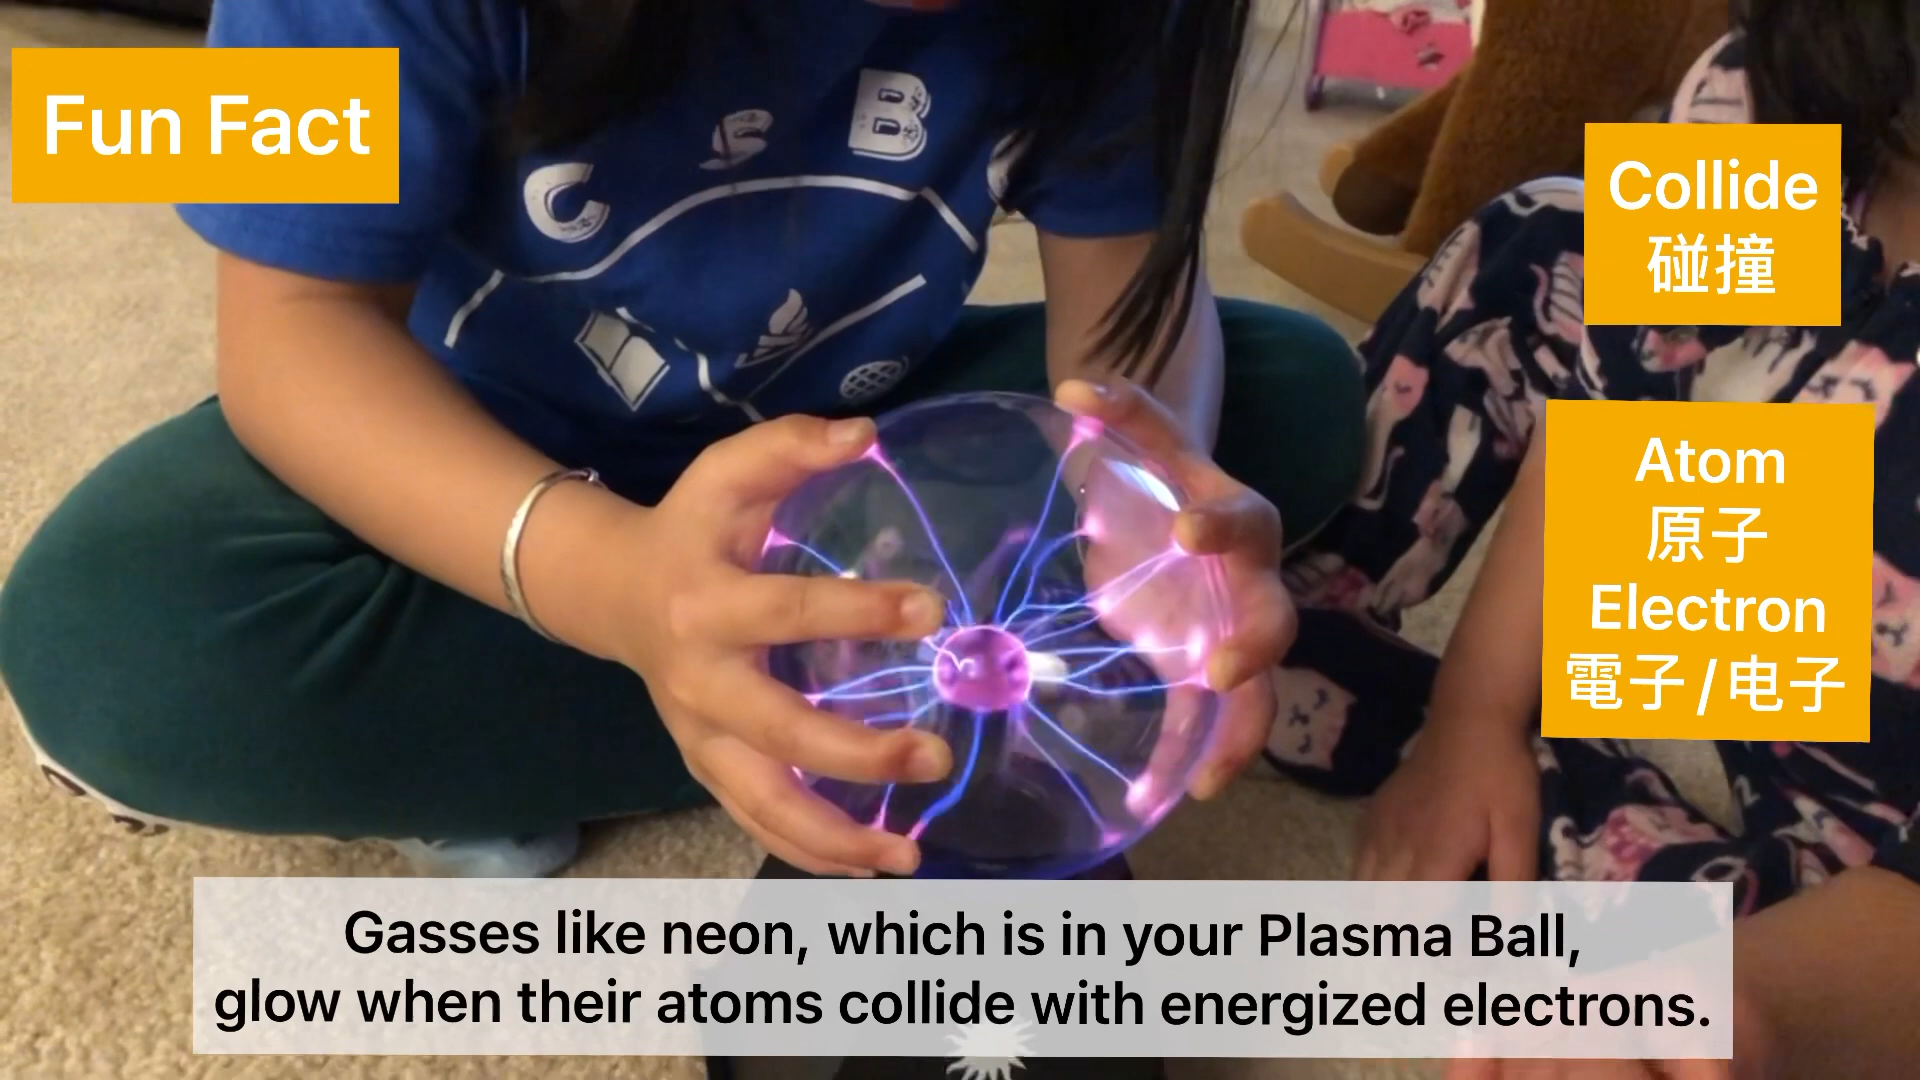 Fun Fact
C S B C
Collide
碰撞
Atom
原子
Electron
電子/电子
Gasses like neon, which is in your Plasma Ball,
glow when their atoms collide with energized electrons.